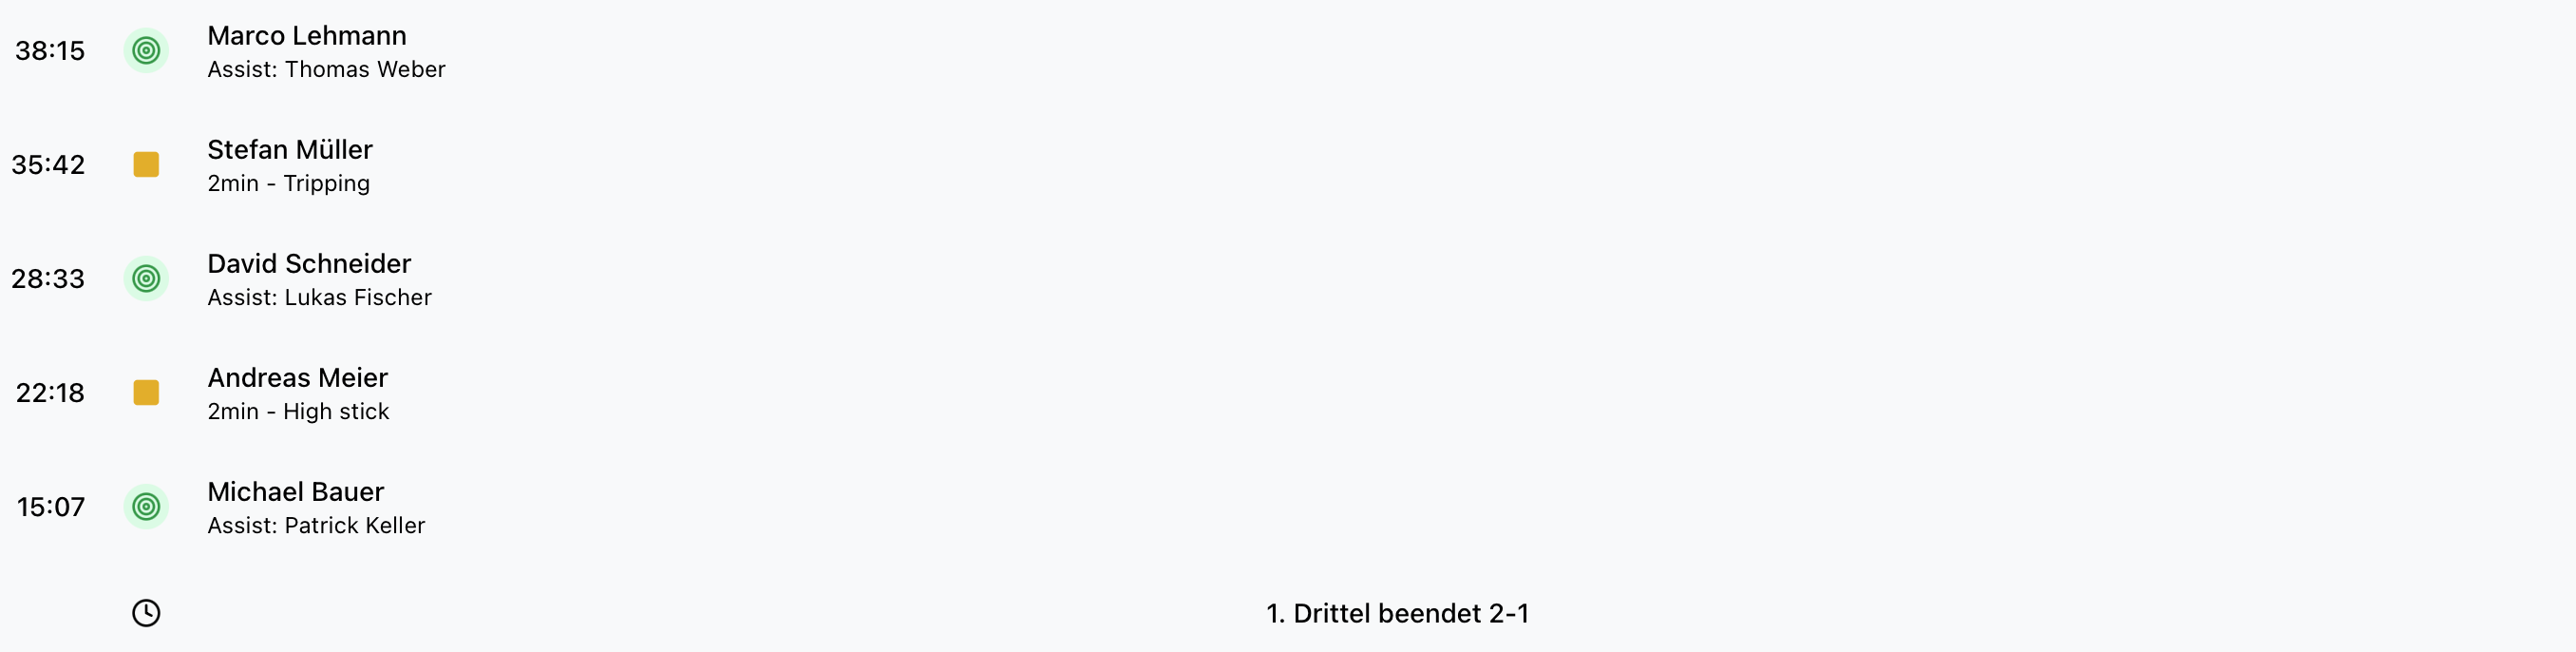 38:15
Marco Lehmann
Assist: Thomas Weber
35:42
Stefan Müller
2min - Tripping
28:33
David Schneider
Assist: Lukas Fischer
22:18
Andreas Meier
2min - High stick
15:07
Michael Bauer
Assist: Patrick Keller
1. Drittel beendet 2-1